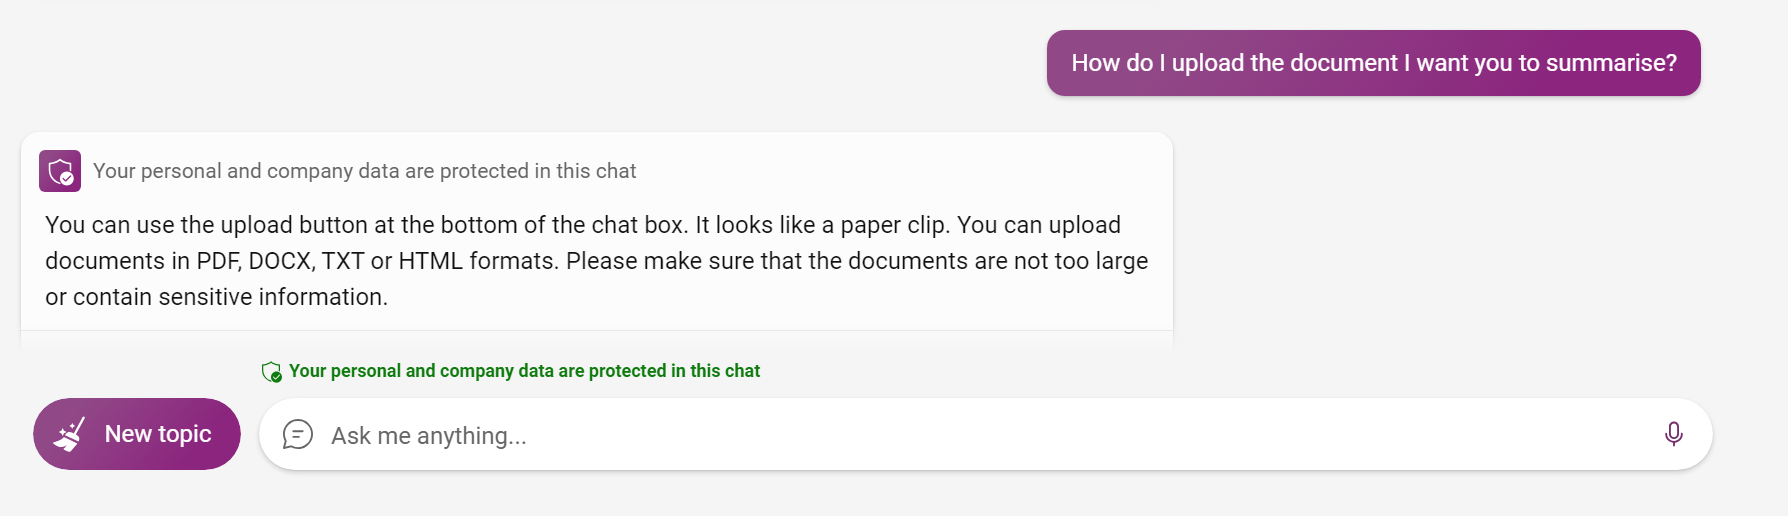 How do I upload the document I want you to summarise?
Your personal and company data are protected in this chat
You can use the upload button at the bottom of the chat box. It looks like a paper clip. You can upload
documents in PDF, DOCX, TXT or HTML formats. Please make sure that the documents are not too large
or contain sensitive information.
Your personal and company data are protected in this chat
New topic
Ask me anything...